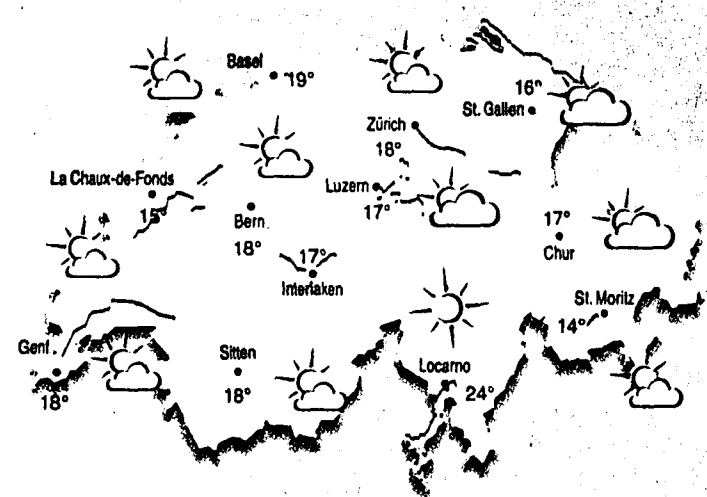 Basel
19°
16°
St. Gallen
Zürich
18°
La Chaux-de-Fonds
15°
Luzern
17°
Bern
18°
17°
Chur
17°
Interlaken
St. Moritz
14°
Genf
18°
Sitten
18°
Locarno
24°